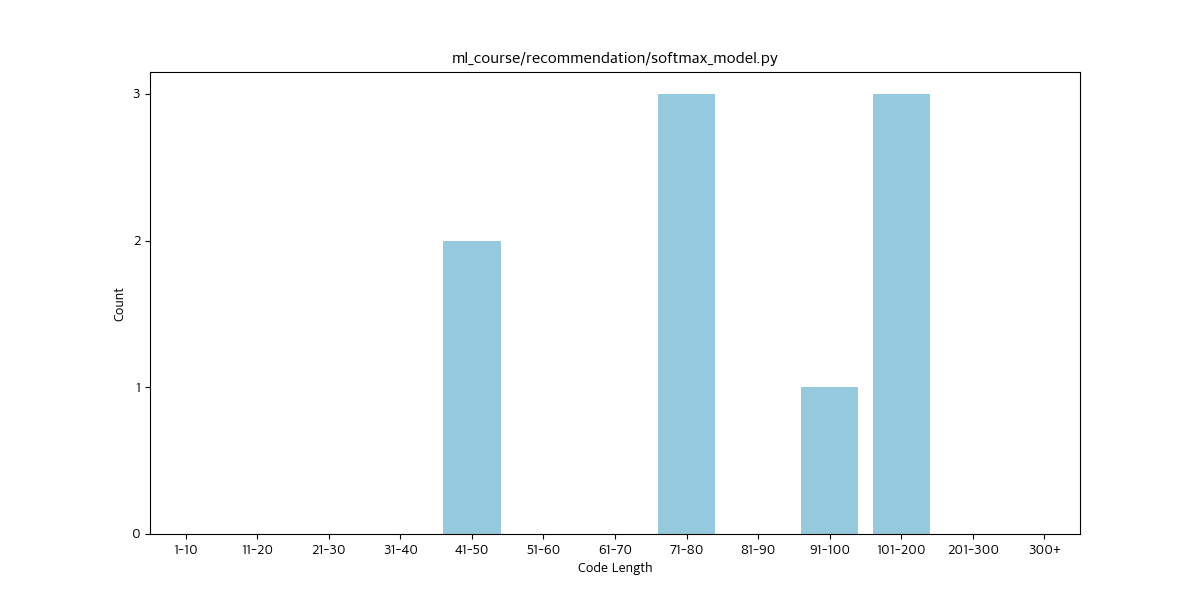 ml_course/recommendation/softmax_model.py
3
2
1
0
Count
1-10 11-20 21-30 31-40 41-50 51-60 61-70 71-80 81-90 91-100 101-200 201-300 300+
Code Length